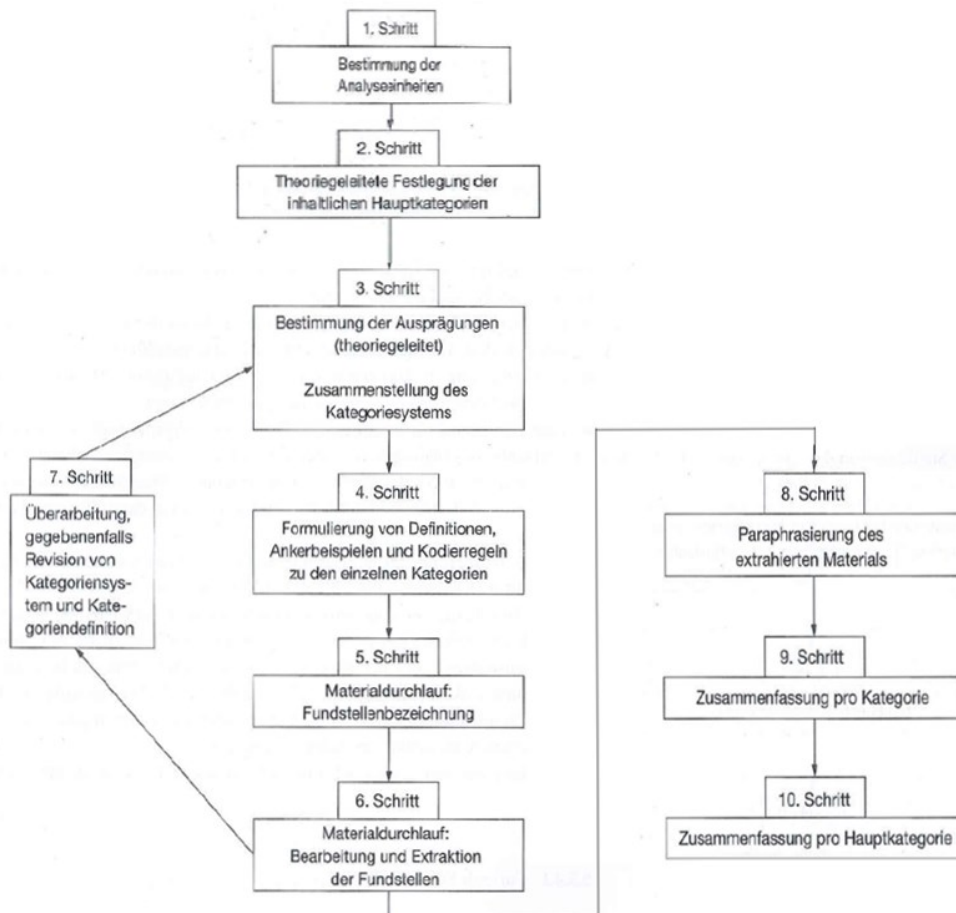 1. Schritt
Bestimmung der
Analyseeinheiten
2. Schritt
Theoriegeleitete Festlegung der
inhaltlichen Hauptkategorien
3. Schritt
Bestimmung der Ausprägungen
(theoriegeleitet)
Zusammenstellung des
Kategoriesystems
4. Schritt
Formulierung von Definitionen,
Ankerbeispielen und Kodierregeln
zu den einzelnen Kategorien
5. Schritt
Materialdurchlauf:
Fundstellenbezeichnung
6. Schritt
Materialdurchlauf:
Bearbeitung und Extraktion
der Fundstellen
7. Schritt
Überarbeitung,
gegebenenfalls
Revision von
Kategoriensys-
tem und Kate-
goriendefinition
8. Schritt
Paraphrasierung des
extrahierten Materials
9. Schritt
Zusammenfassung pro Kategorie
10. Schritt
Zusammenfassung pro Hauptkategorie